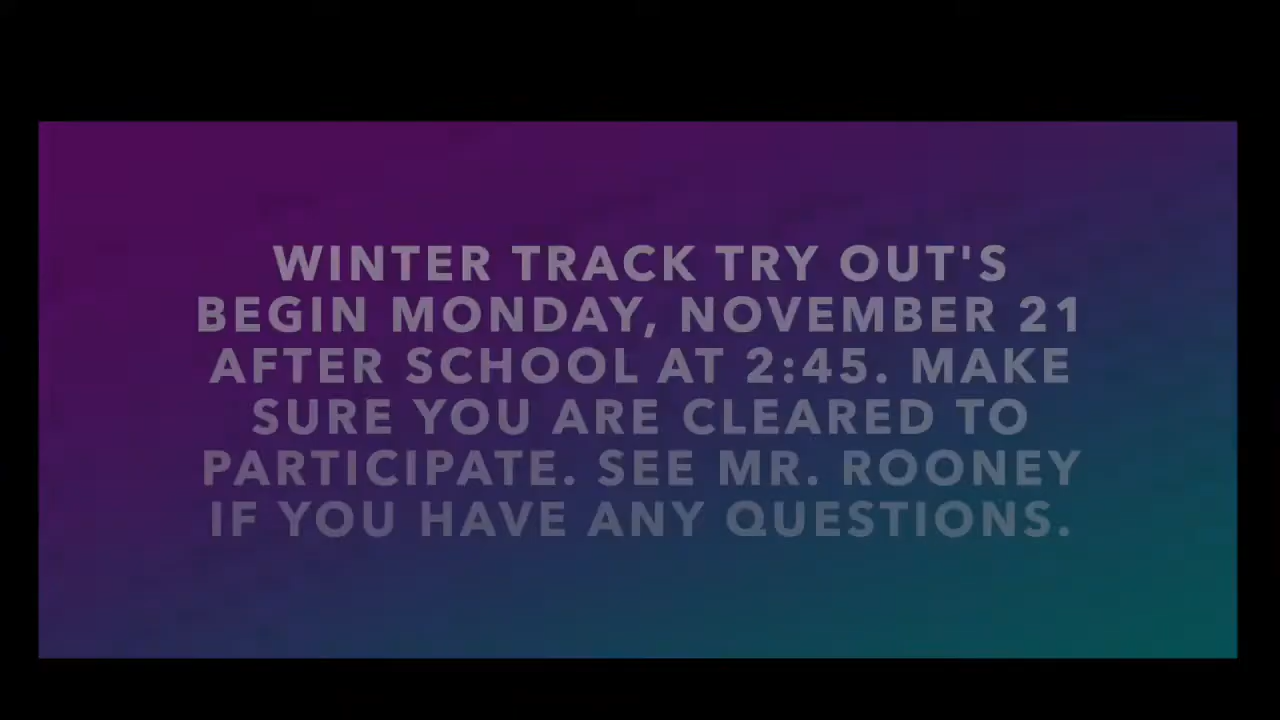 WINTER TRACK TRY OUT'S
BEGIN MONDAY, NOVEMBER 21
AFTER SCHOOL AT 2:45. MAKE
SURE YOU ARE CLEARED TO
PARTICIPATE. SEE MR. ROONEY
IF YOU HAVE ANY QUESTIONS.